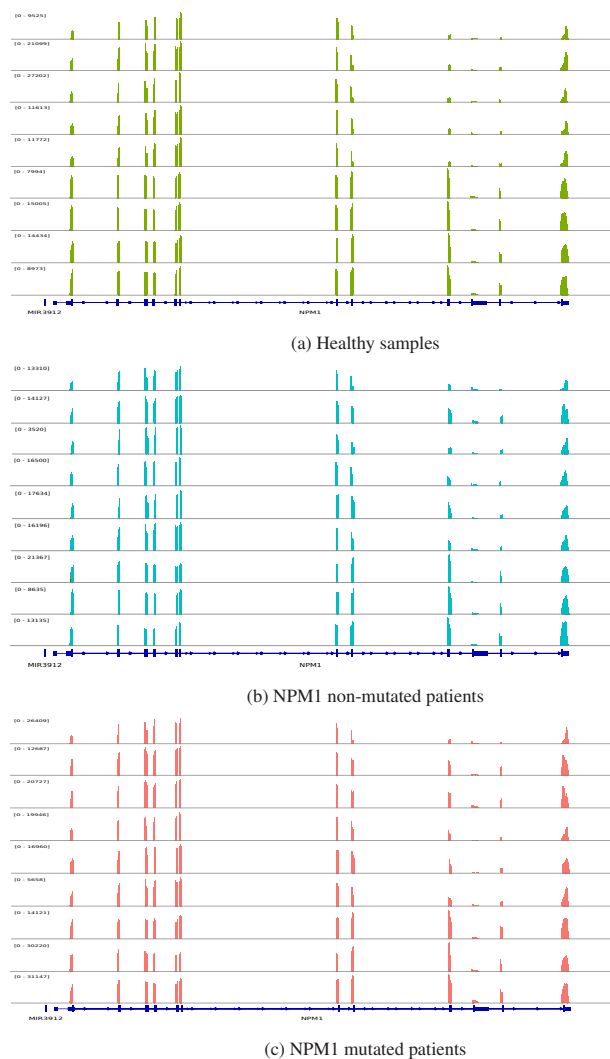 [0 - 9525]
[0 - 21099]
[0 - 27202]
[0 - 11613]
[0 - 11772]
[0 - 7994]
[0 - 15005]
[0 - 14434]
[0 - 8973]
MIR3912 NPM1
(a) Healthy samples
[0 - 13310]
[0 - 14127]
[0 - 3520]
[0 - 16500]
[0 - 17634]
[0 - 16196]
[0 - 21367]
[0 - 8635]
[0 - 13135]
MIR3912 NPM1
(b) NPM1 non-mutated patients
[0 - 26409]
[0 - 12687]
[0 - 20727]
[0 - 19946]
[0 - 16960]
[0 - 5658]
[0 - 14121]
[0 - 30220]
[0 - 31147]
MIR3912 NPM1
(c) NPM1 mutated patients